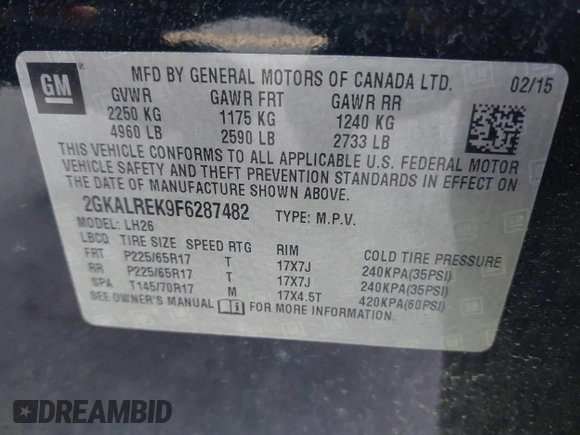 GM
MFD BY GENERAL MOTORS OF CANADA LTD. 02/15
GVWR GAWR FRT GAWR RR
2250 KG 1175 KG 1240 KG
4960 LB 2590 LB 2733 LB
THIS VEHICLE CONFORMS TO ALL APPLICABLE U.S. FEDERAL MOTOR
VEHICLE SAFETY AND THEFT PREVENTION STANDARDS IN EFFECT ON
THE DATE OF MANUFACTURE SHOWN ABOVE.
2GKALREK9F6287482 TYPE: M.P.V.
MODEL: LH26
LBCD TIRE SIZE SPEED RTG RIM COLD TIRE PRESSURE
FRT P225/65R17 T 17X7J 240KPA(35PSI)
RR P225/65R17 T 17X7J 240KPA(35PSI)
SPA T145/70R17 M 17X4.5T 420KPA(60PSI)
SEE OWNER'S MANUAL FOR MORE INFORMATION.
DREAMBID